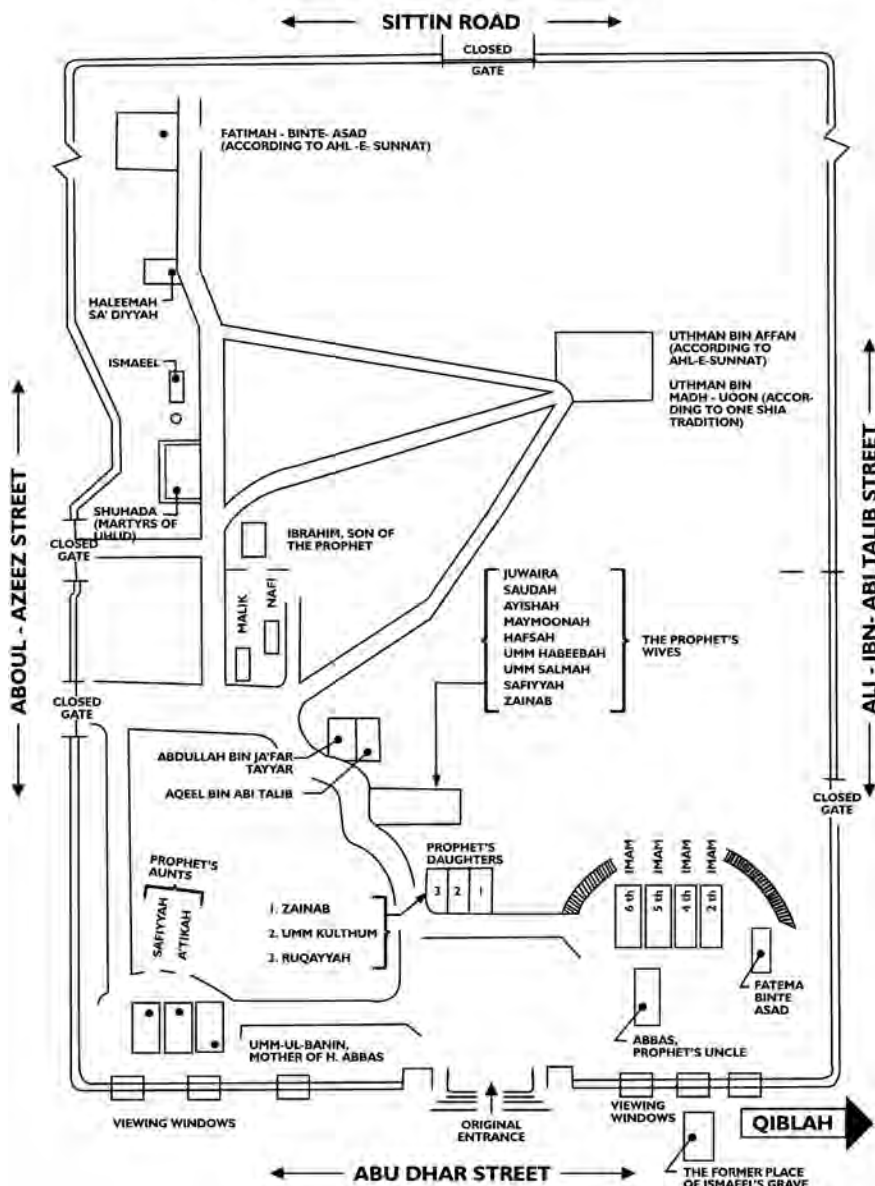 SITTIN ROAD
CLOSED
GATE
FATIMAH - BINTE- ASAD
(ACCORDING TO AHL -E- SUNNAT)
HALEEMAH
SA' DIYYAH
ISMAEEL
UTHMAN BIN AFFAN
(ACCORDING TO
AHL-E-SUNNAT)
UTHMAN BIN
MADH - UOON (ACCOR-
DING TO ONE SHIA
TRADITION)
SHUHADA
(MARTYRS OF
UHUD)
CLOSED
GATE
IBRAHIM, SON OF
THE PROPHET
MALIK
NAFI
JUWAIRA
SAUDAH
AYISHAH
MAYMOONAH
HAFSAH
UMM HABEEBAH
UMM SALMAH
SAFIYYAH
ZAINAB
THE PROPHET'S
WIVES
ABOUL - AZEEZ STREET
ALI - IBN- ABI TALIB STREET
CLOSED
GATE
ABDULLAH BIN JA'FAR
TAYYAR
AQEEL BIN ABI TALIB
CLOSED
GATE
PROPHET'S
DAUGHTERS
3 2 1
PROPHET'S
AUNTS
SAFIYYAH
A'TIKAH
1. ZAINAB
2. UMM KULTHUM
3. RUQAYYAH
6 th IMAM
5 th IMAM
4 th IMAM
2 th IMAM
FATEMA
BINTE
ASAD
ABBAS,
PROPHET'S UNCLE
UMM-UL-BANIN,
MOTHER OF H. ABBAS
VIEWING WINDOWS
ORIGINAL
ENTRANCE
VIEWING
WINDOWS
QIBLAH
ABU DHAR STREET
THE FORMER PLACE
OF ISMAEEL'S GRAVE